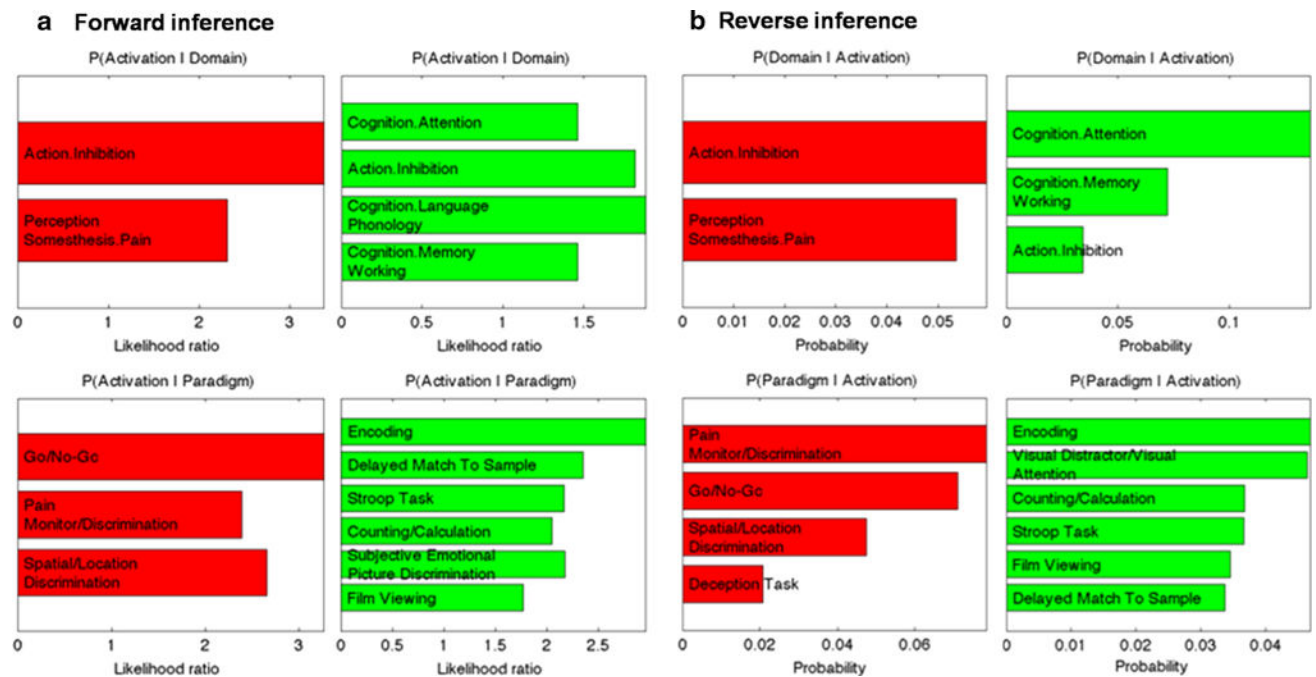 a Forward inference
P(Activation I Domain)
Action.Inhibition
Perception
Somesthesis.Pain
0 1 2 3
Likelihood ratio
P(Activation I Domain)
Cognition.Attention
Action.Inhibition
Cognition.Language
Phonology
Cognition.Memory
Working
0 0.5 1 1.5
Likelihood ratio
P(Activation I Paradigm)
Go/No-Gc
Pain
Monitor/Discrimination
Spatial/Location
Discrimination
0 1 2 3
Likelihood ratio
P(Activation I Paradigm)
Encoding
Delayed Match To Sample
Stroop Task
Counting/Calculation
Subjective Emotional
Picture Discrimination
Film Viewing
0 0.5 1 1.5 2 2.5
Likelihood ratio
b Reverse inference
P(Domain I Activation)
Action.Inhibition
Perception
Somesthesis.Pain
0 0.01 0.02 0.03 0.04 0.05
Probability
P(Domain I Activation)
Cognition.Attention
Cognition.Memory
Working
Action.Inhibition
0 0.05 0.1
Probability
P(Paradigm I Activation)
Pain
Monitor/Discrimination
Go/No-Gc
Spatial/Location
Discrimination
Deception Task
0 0.02 0.04 0.06
Probability
P(Paradigm I Activation)
Encoding
Visual Distractor/Visual
Attention
Counting/Calculation
Stroop Task
Film Viewing
Delayed Match To Sample
0 0.01 0.02 0.03 0.04
Probability